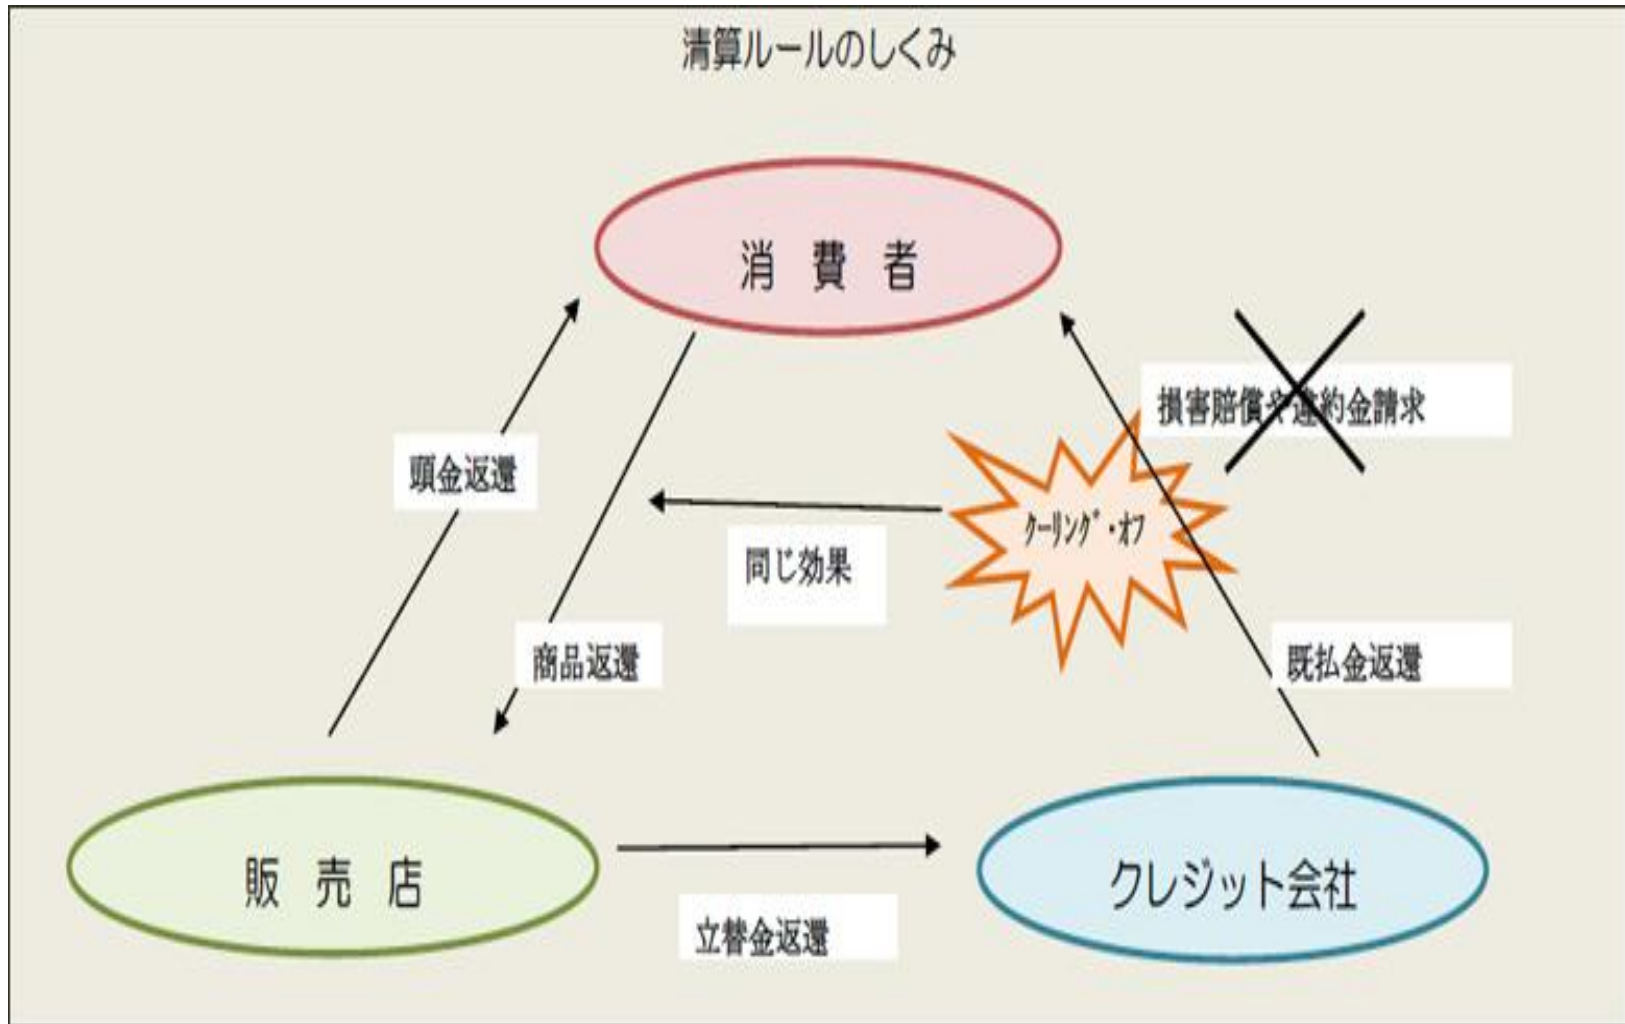 清算ルールのしくみ
消　費　者
損害賠償や違約金請求
頭金返還
ｸｰﾘﾝｸﾞ・ｵﾌ
同じ効果
商品返還
既払金返還
販　売　店
クレジット会社
立替金返還